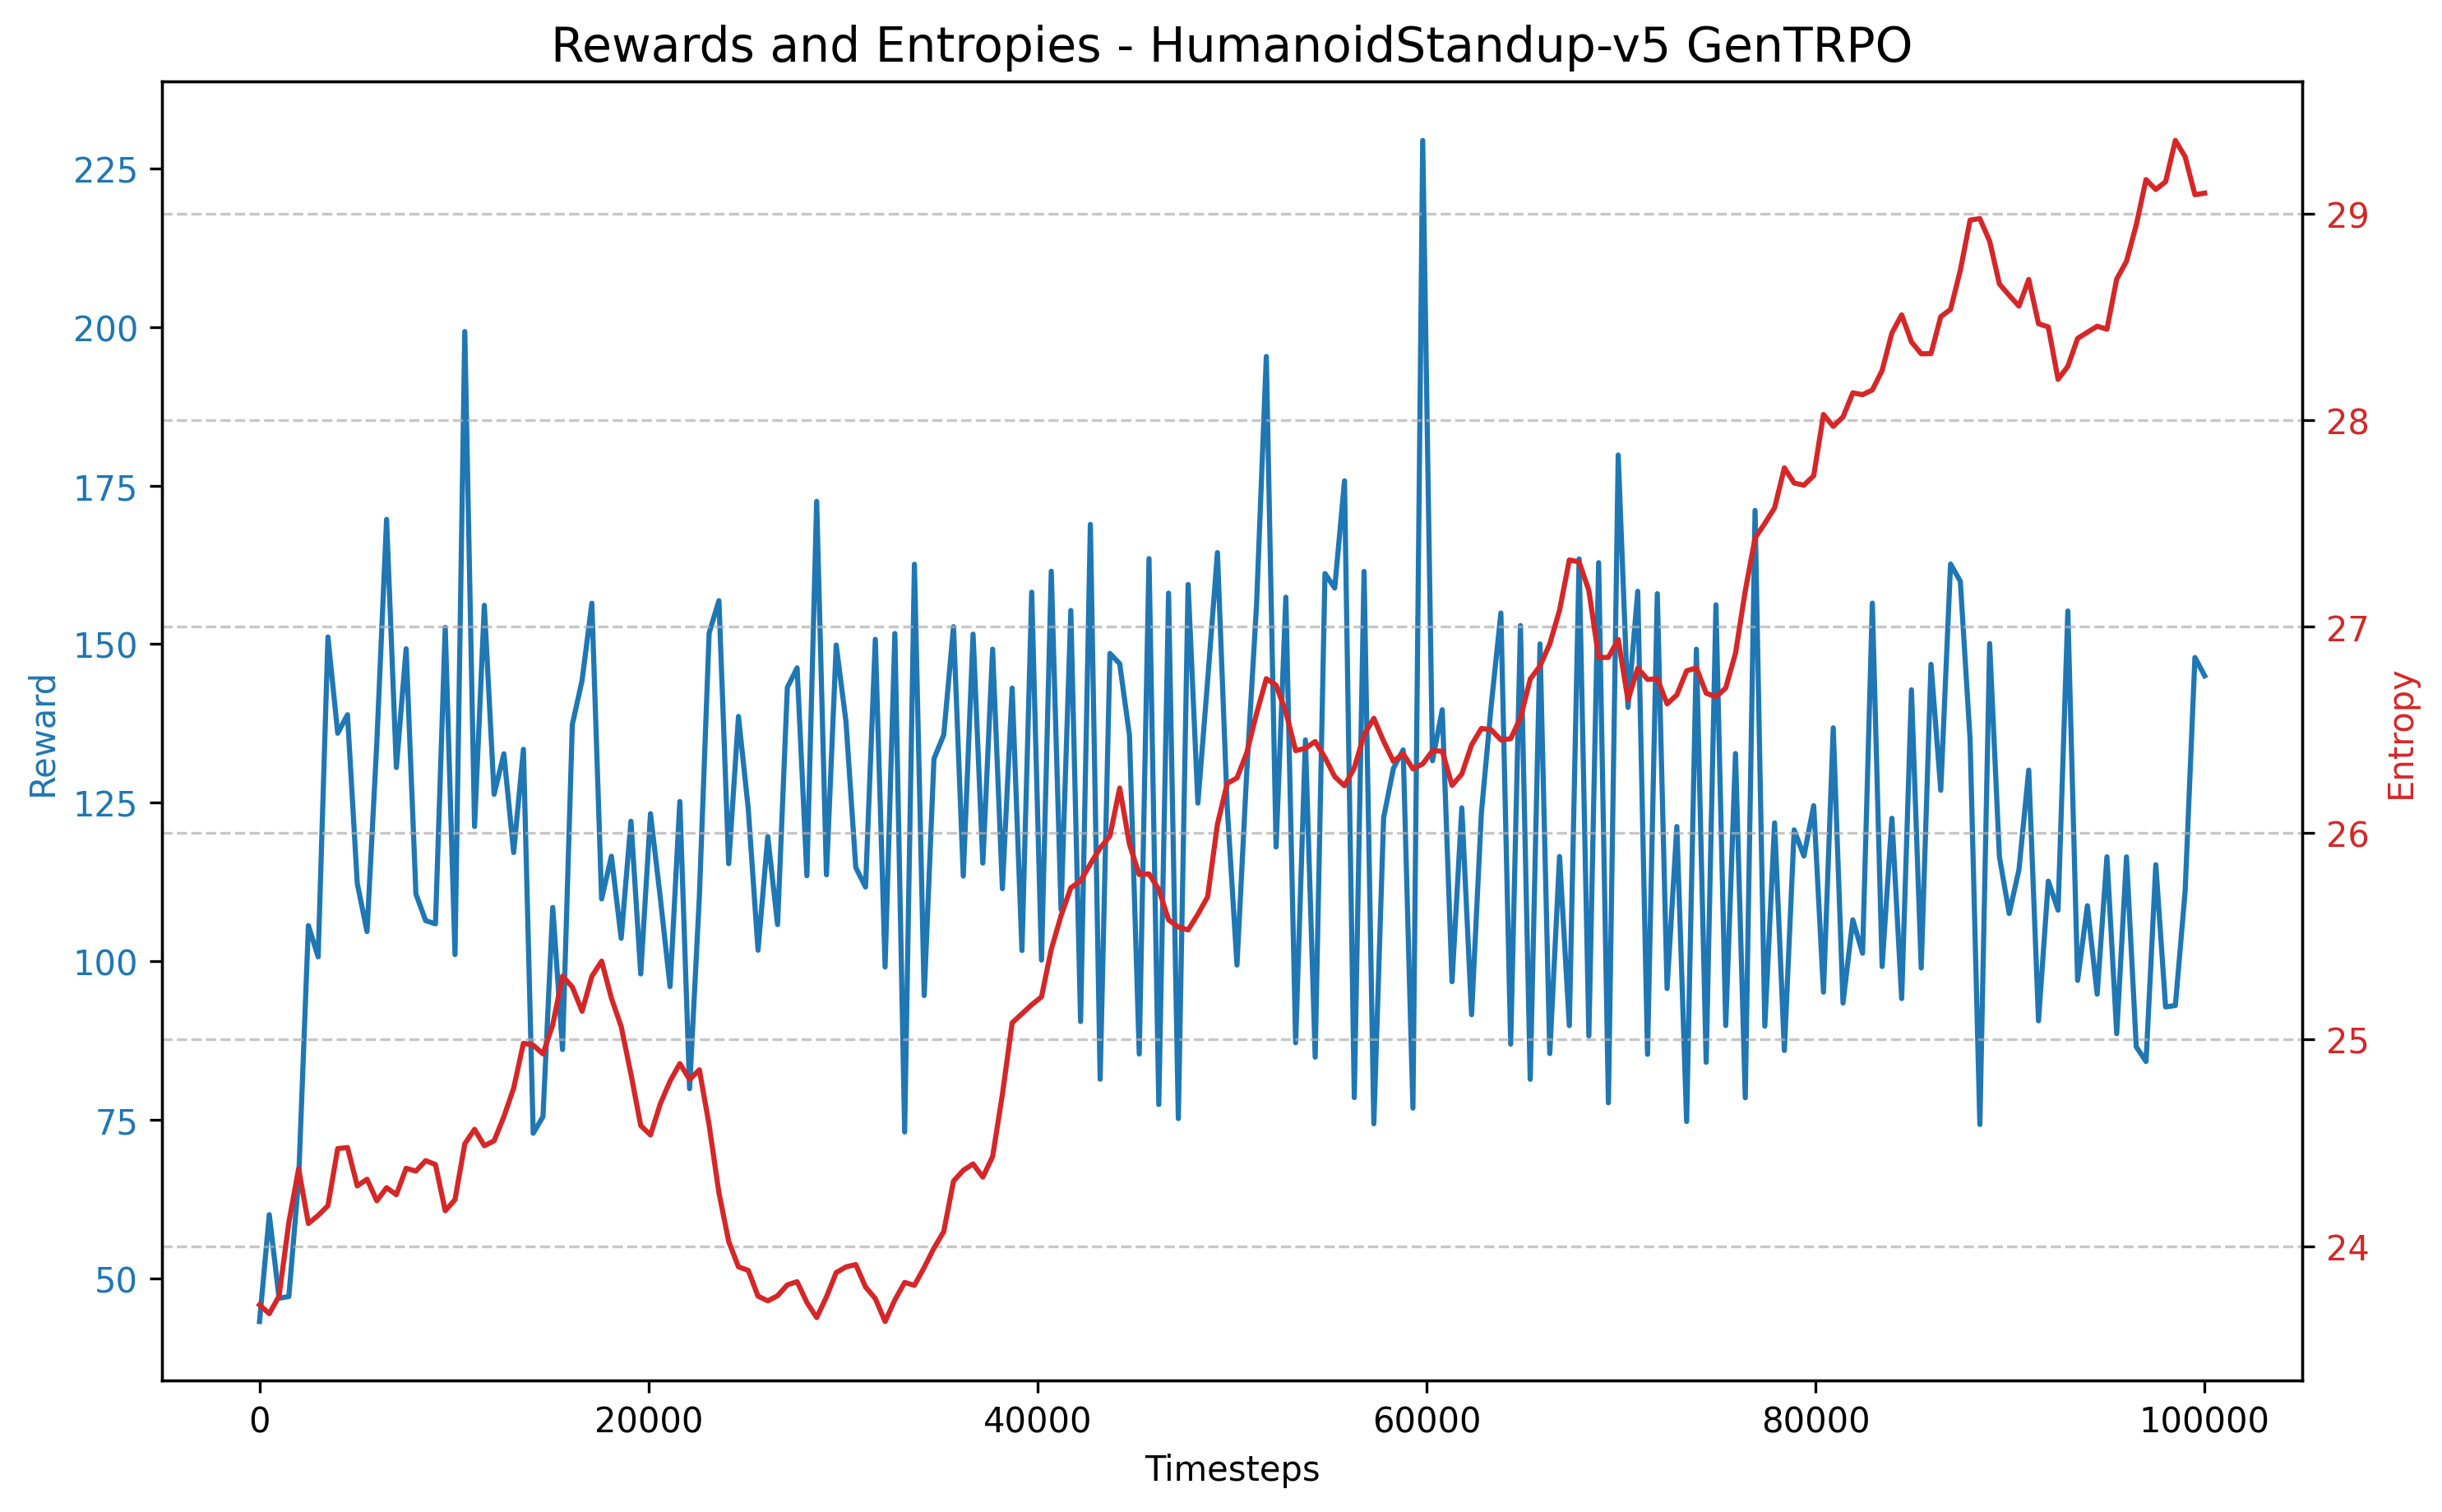 Rewards and Entropies - HumanoidStandup-v5 GenTRPO
225
200
175
150
125
100
75
50
Reward
29
28
27
26
25
24
Entropy
0 20000 40000 60000 80000 100000
Timesteps